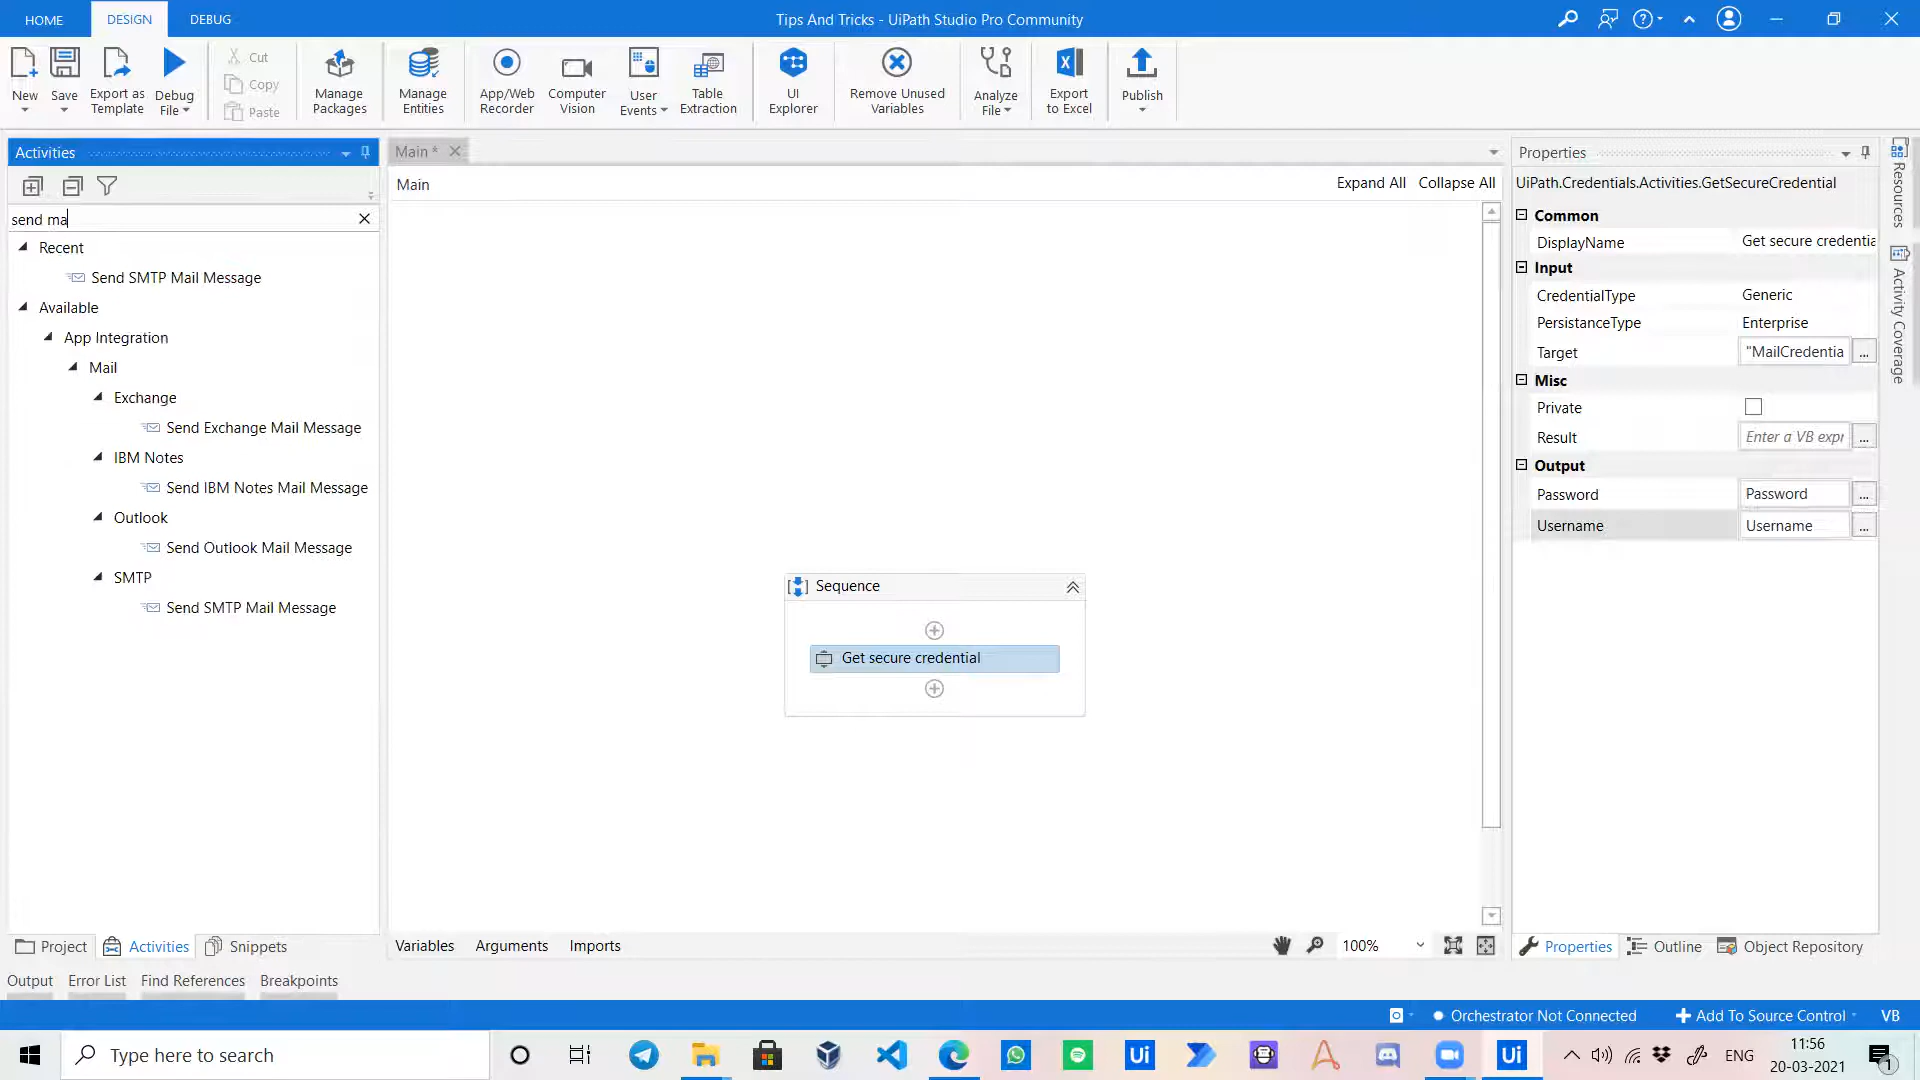 HOME
DESIGN
DEBUG
Tips And Tricks - UiPath Studio Pro Community
New
Save
Export as Template
Debug File
Cut
Copy
Paste
Manage Packages
Manage Entities
App/Web Recorder
Computer Vision
User Events
Table Extraction
UI Explorer
Remove Unused Variables
Analyze File
Export to Excel
Publish
Activities
send ma
Recent
Send SMTP Mail Message
Available
App Integration
Mail
Exchange
Send Exchange Mail Message
IBM Notes
Send IBM Notes Mail Message
Outlook
Send Outlook Mail Message
SMTP
Send SMTP Mail Message
Main *
Main
Expand All
Collapse All
Sequence
Get secure credential
Properties
UiPath.Credentials.Activities.GetSecureCredential
Common
DisplayName
Get secure credentia
Input
CredentialType
Generic
PersistanceType
Enterprise
Target
"MailCredentia
...
Misc
Private
Result
Enter a VB expr
...
Output
Password
Password
...
Username
Username
...
Resources
Activity Coverage
Project
Activities
Snippets
Variables
Arguments
Imports
100%
Properties
Outline
Object Repository
Output
Error List
Find References
Breakpoints
Orchestrator Not Connected
Add To Source Control
VB
Type here to search
Ui
Ui
ENG
11:56
20-03-2021
1